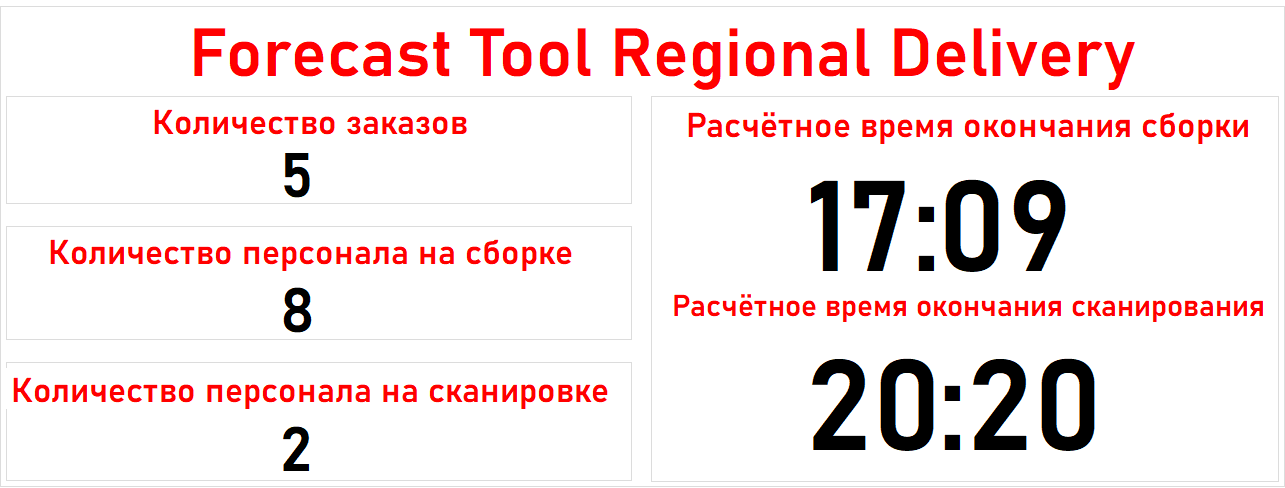 Forecast Tool Regional Delivery
Количество заказов
5
Количество персонала на сборке
8
Количество персонала на сканировке
2
Расчётное время окончания сборки
17:09
Расчётное время окончания сканирования
20:20